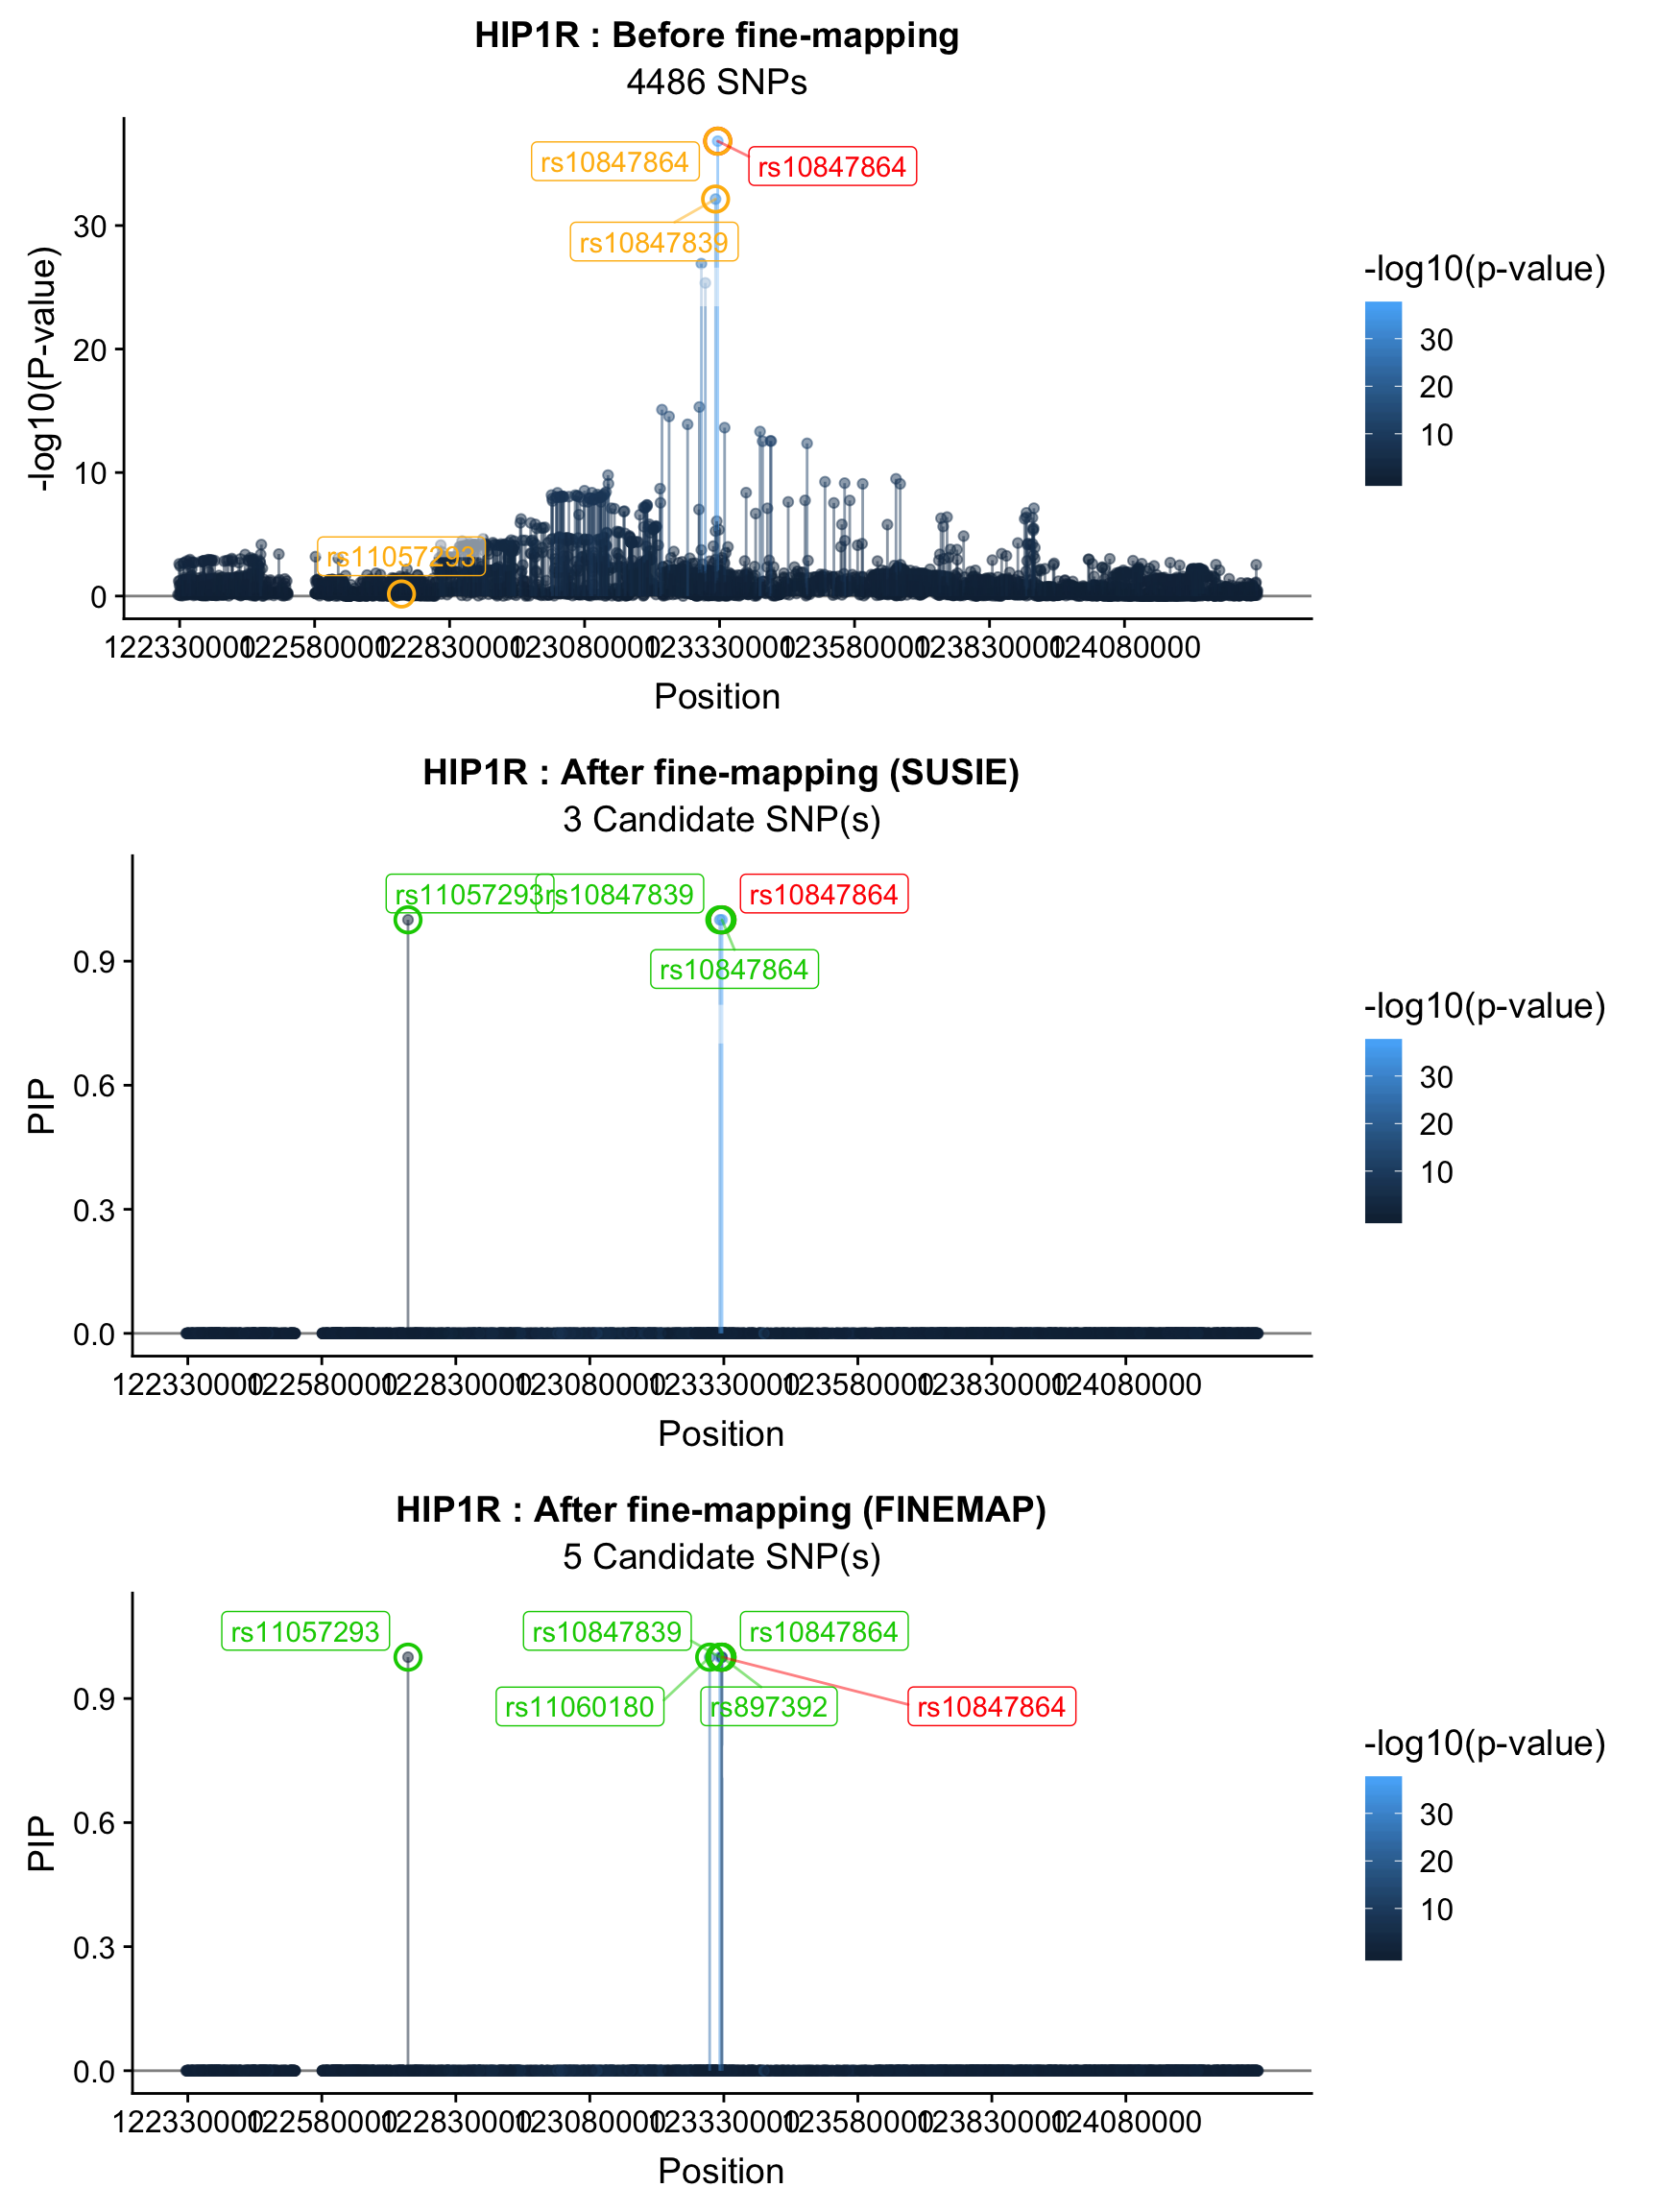 HIP1R : Before fine-mapping
4486 SNPs
rs10847864
rs10847864
rs10847839
rs11057293
-log10(P-value)
30
20
10
0
122330000 122580000 122830000 123080000 123330000 123580000 123830000 124080000
Position
-log10(p-value)
30
20
10
HIP1R : After fine-mapping (SUSIE)
3 Candidate SNP(s)
rs11057293 rs10847839 rs10847864
rs10847864
PIP
0.9
0.6
0.3
0.0
122330000 122580000 122830000 123080000 123330000 123580000 123830000 124080000
Position
-log10(p-value)
30
20
10
HIP1R : After fine-mapping (FINEMAP)
5 Candidate SNP(s)
rs11057293 rs10847839 rs10847864
rs11060180 rs897392 rs10847864
PIP
0.9
0.6
0.3
0.0
122330000 122580000 122830000 123080000 123330000 123580000 123830000 124080000
Position
-log10(p-value)
30
20
10